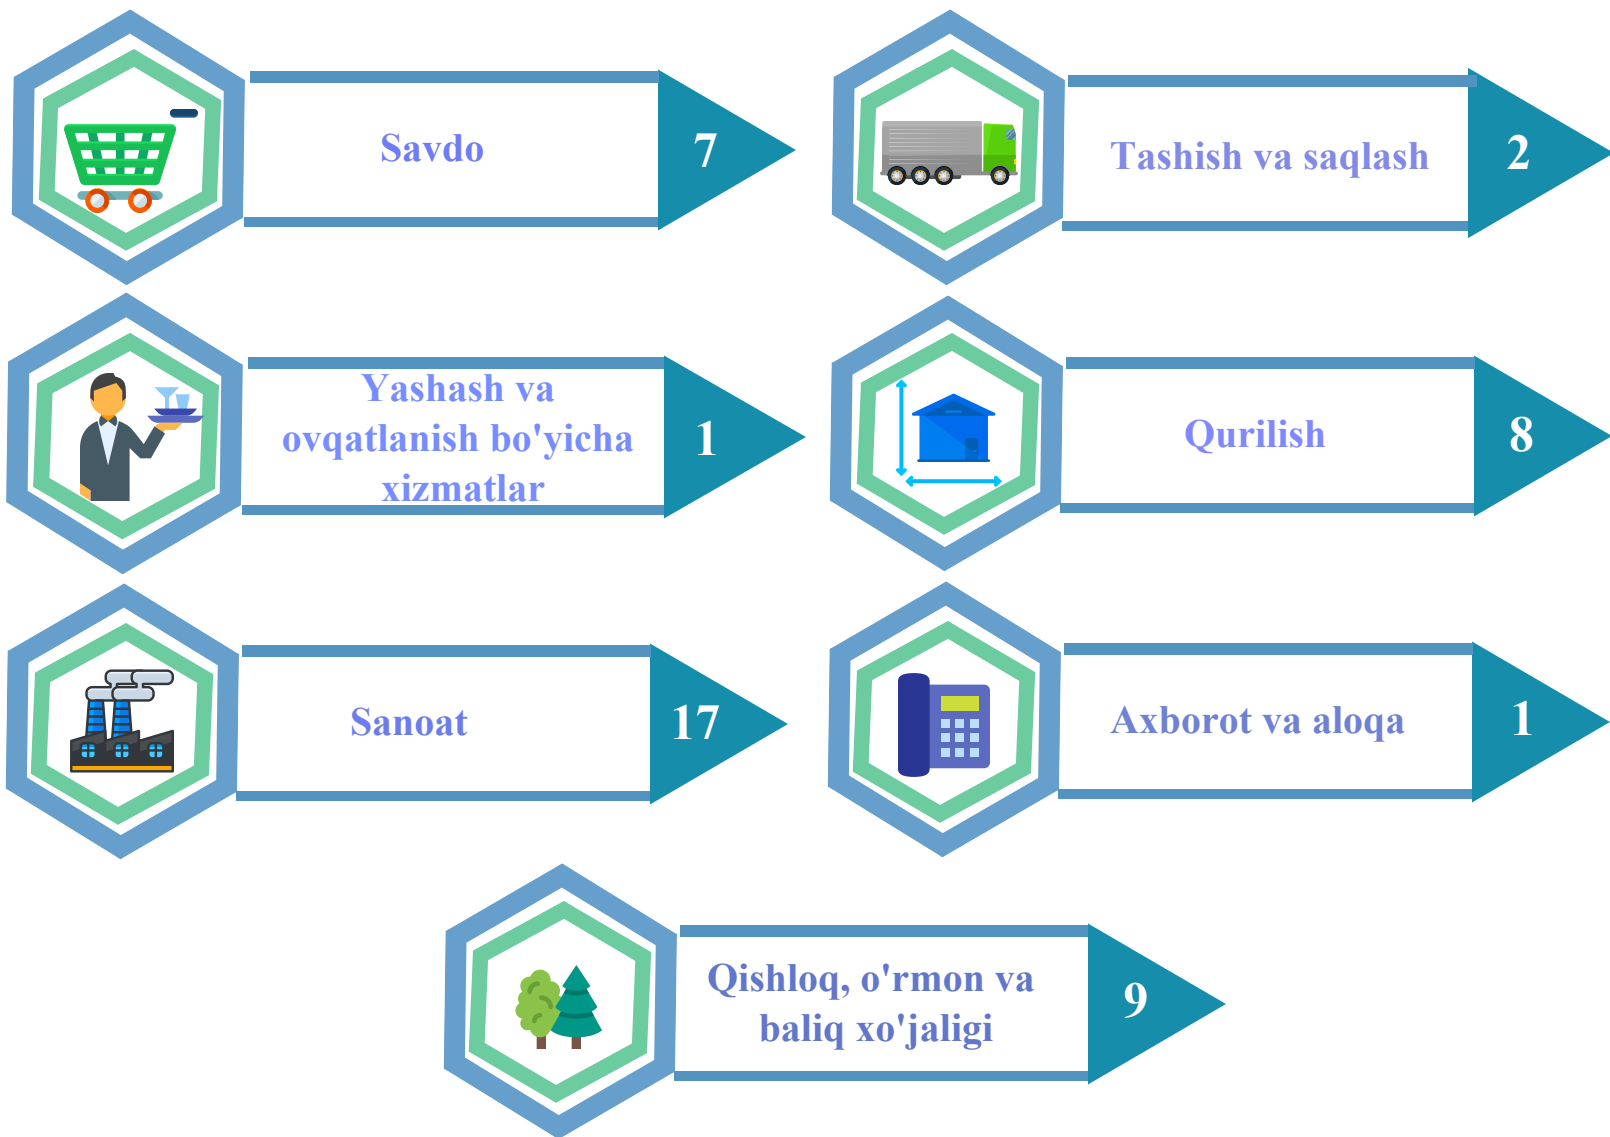 Savdo
7
Tashish va saqlash
2
Yashash va
ovqatlanish bo'yicha
xizmatlar
1
Qurilish
8
Sanoat
17
Axborot va aloqa
1
Qishloq, o'rmon va
baliq xo'jaligi
9